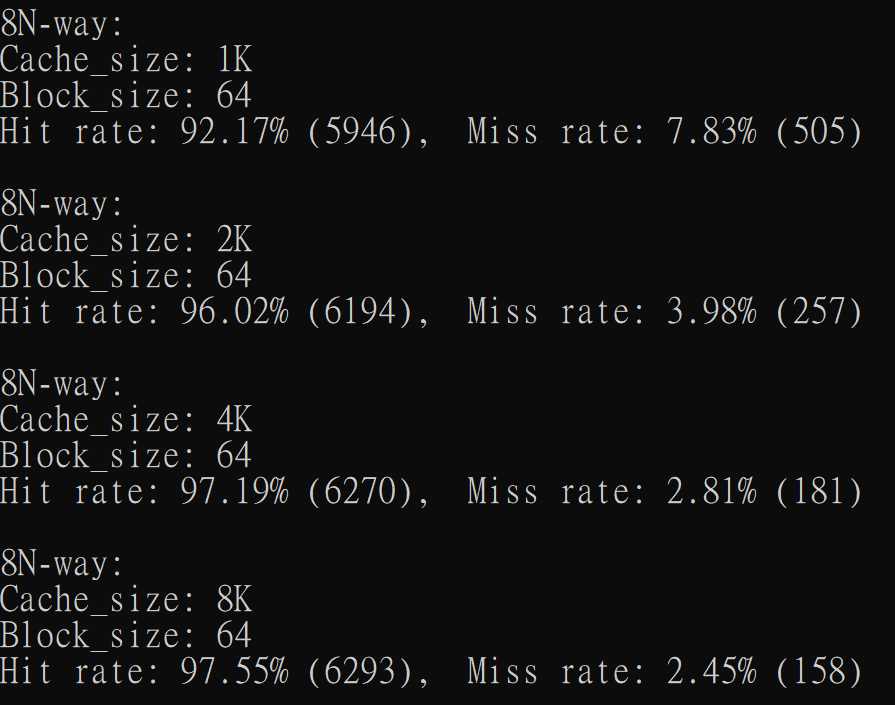 8N-way:
Cache_size: 1K
Block_size: 64
Hit rate: 92.17% (5946),  Miss rate: 7.83% (505)
8N-way:
Cache_size: 2K
Block_size: 64
Hit rate: 96.02% (6194),  Miss rate: 3.98% (257)
8N-way:
Cache_size: 4K
Block_size: 64
Hit rate: 97.19% (6270),  Miss rate: 2.81% (181)
8N-way:
Cache_size: 8K
Block_size: 64
Hit rate: 97.55% (6293),  Miss rate: 2.45% (158)